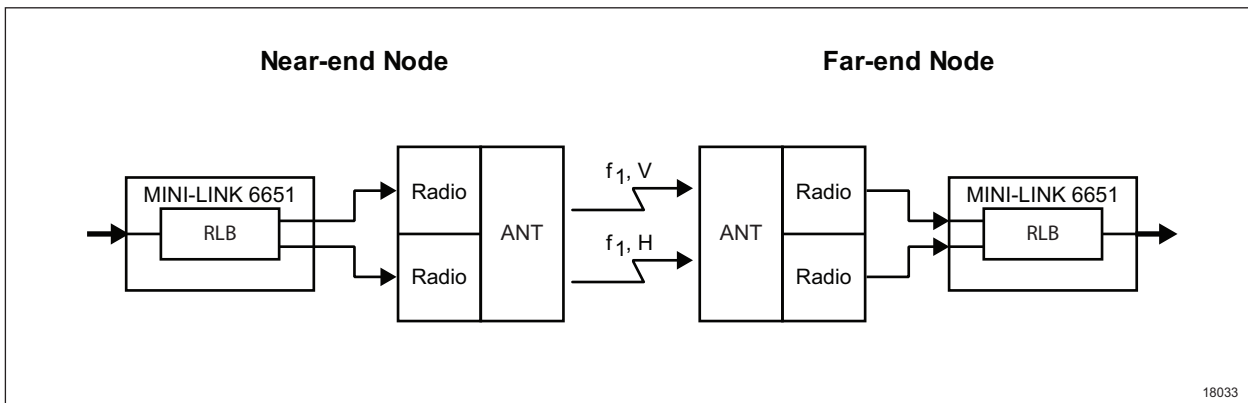 Near-end Node
Far-end Node
MINI-LINK 6651
RLB
Radio
Radio
ANT
f1, V
f1, H
ANT
Radio
Radio
MINI-LINK 6651
RLB
18033